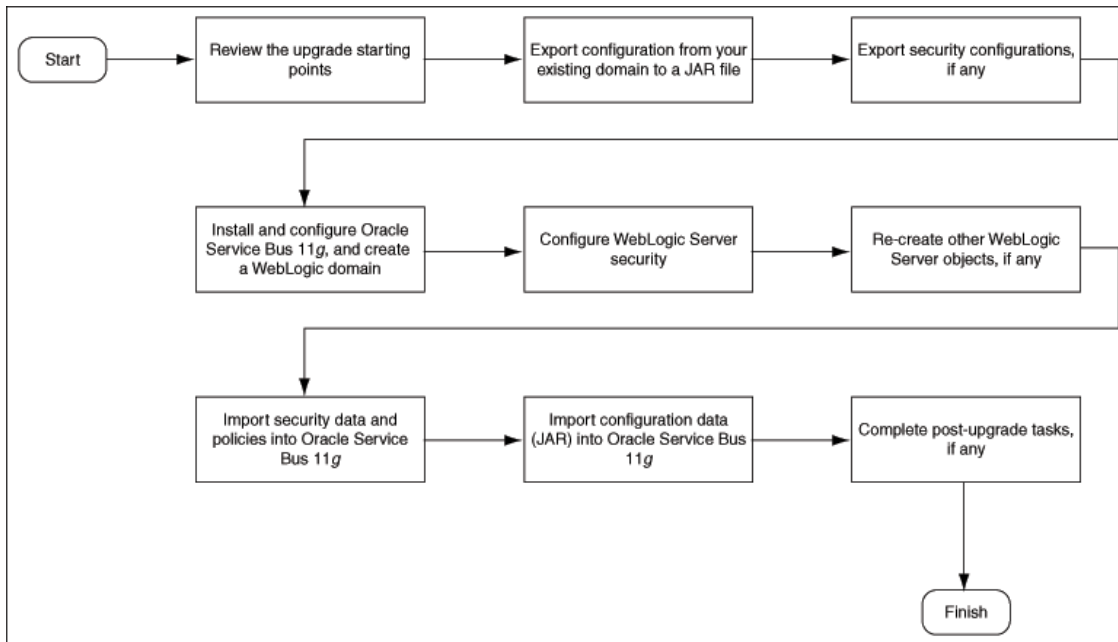 Start
Review the upgrade starting
points
Export configuration from your
existing domain to a JAR file
Export security configurations,
if any
Install and configure Oracle
Service Bus 11g, and create
a WebLogic domain
Configure WebLogic Server
security
Re-create other WebLogic
Server objects, if any
Import security data and
policies into Oracle Service
Bus 11g
Import configuration data
(JAR) into Oracle Service Bus
11g
Complete post-upgrade tasks,
if any
Finish